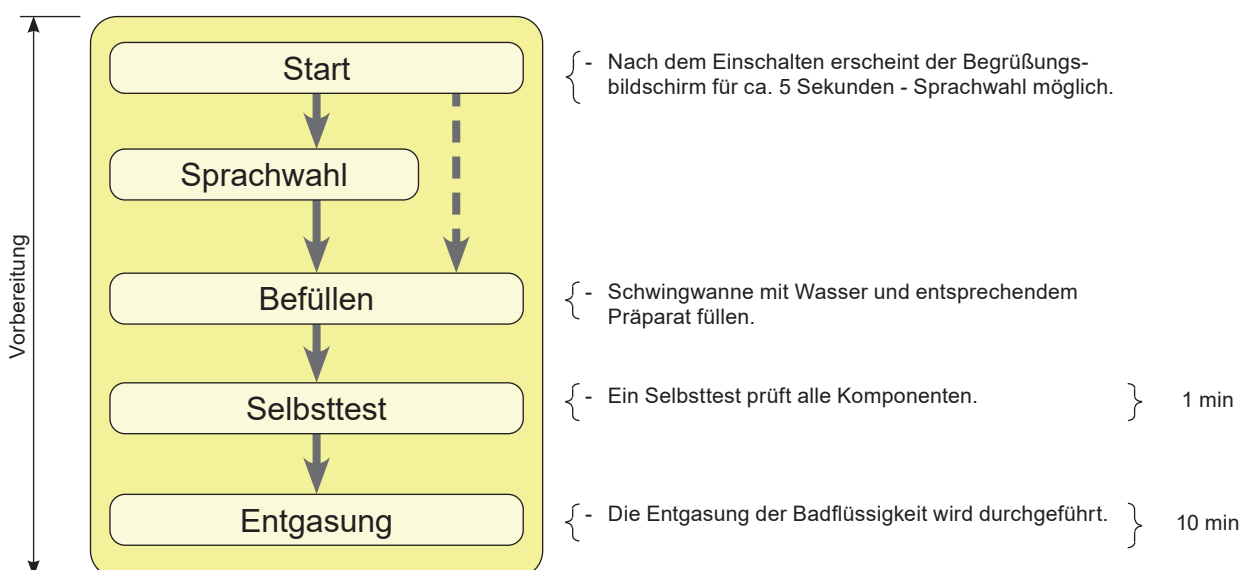 Vorbereitung
Start
- Nach dem Einschalten erscheint der Begrüßungs-
bildschirm für ca. 5 Sekunden - Sprachwahl möglich.
Sprachwahl
Befüllen
- Schwingwanne mit Wasser und entsprechendem
Präparat füllen.
Selbsttest
- Ein Selbsttest prüft alle Komponenten.
1 min
Entgasung
- Die Entgasung der Badflüssigkeit wird durchgeführt.
10 min